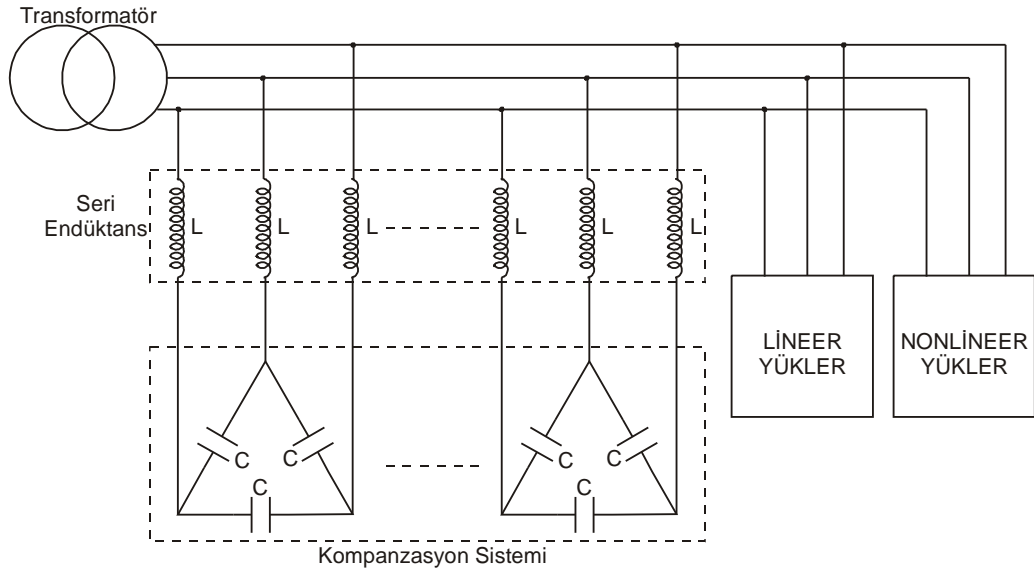 Transformatör
Seri
Endüktans
L
L
L
L
L
L
LİNEER
YÜKLER
NONLİNEER
YÜKLER
C
C
C
C
C
C
Kompanzasyon Sistemi